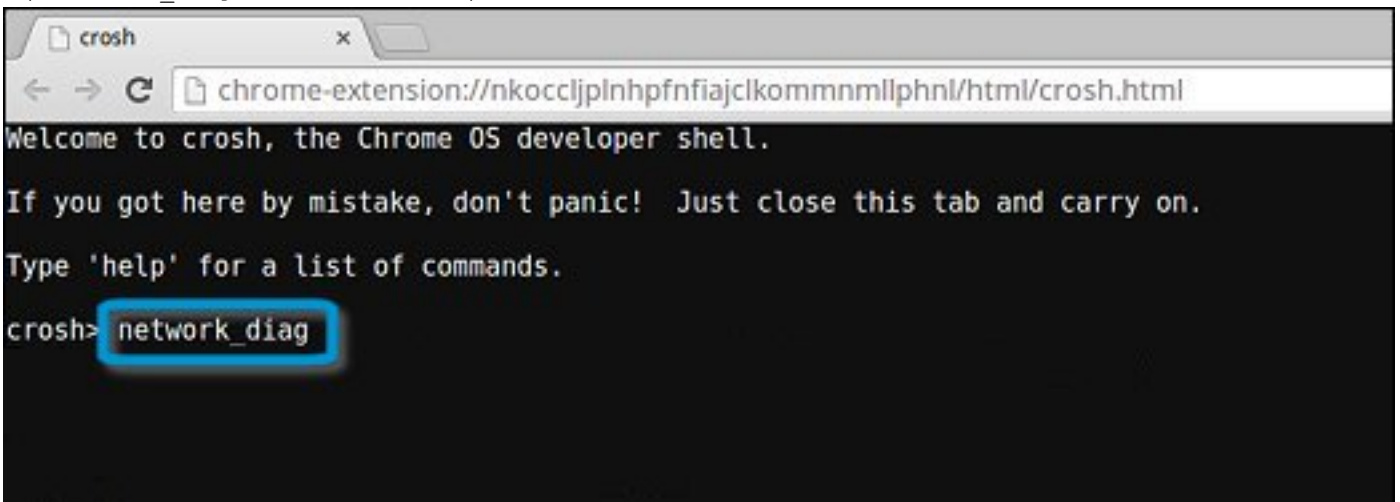 crosh
chrome-extension://nkoccljplnhpfnfiajclkommnmllphnl/html/crosh.html
Welcome to crosh, the Chrome OS developer shell.
If you got here by mistake, don't panic!  Just close this tab and carry on.
Type 'help' for a list of commands.
crosh> network_diag